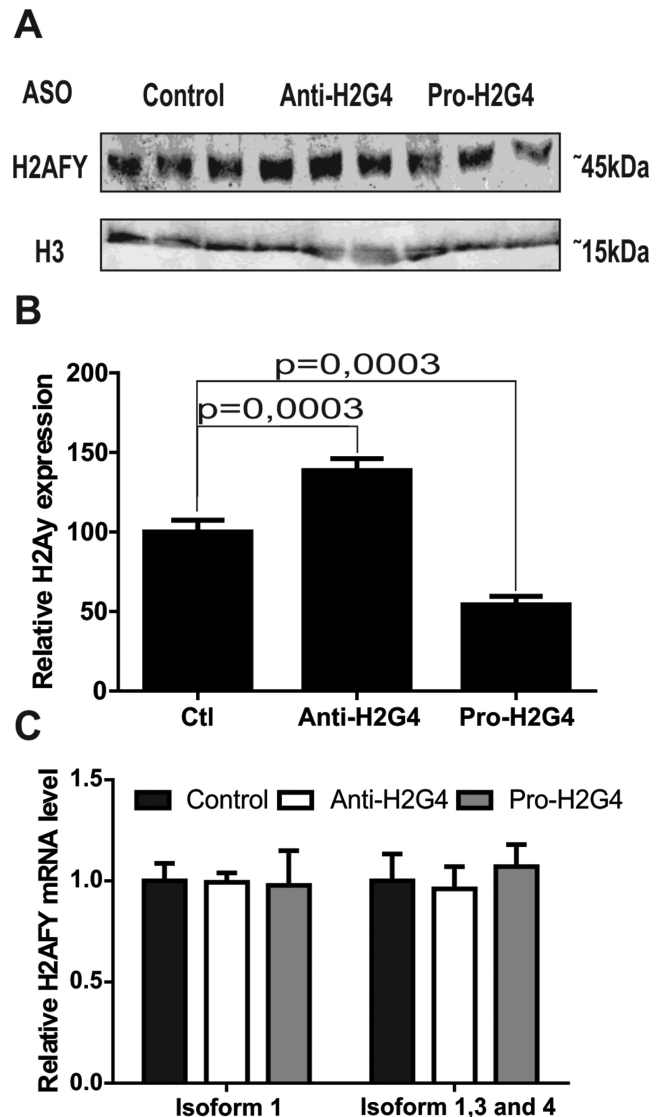 A
ASO Control Anti-H2G4 Pro-H2G4
H2AFY ~45kDa
H3 ~15kDa
B
Relative H2Ay expression
200
150
100
50
0
p=0,0003
p=0,0003
Ctl Anti-H2G4 Pro-H2G4
C
Relative H2AFY mRNA level
1.5
1.0
0.5
0.0
Control Anti-H2G4 Pro-H2G4
Isoform 1 Isoform 1,3 and 4